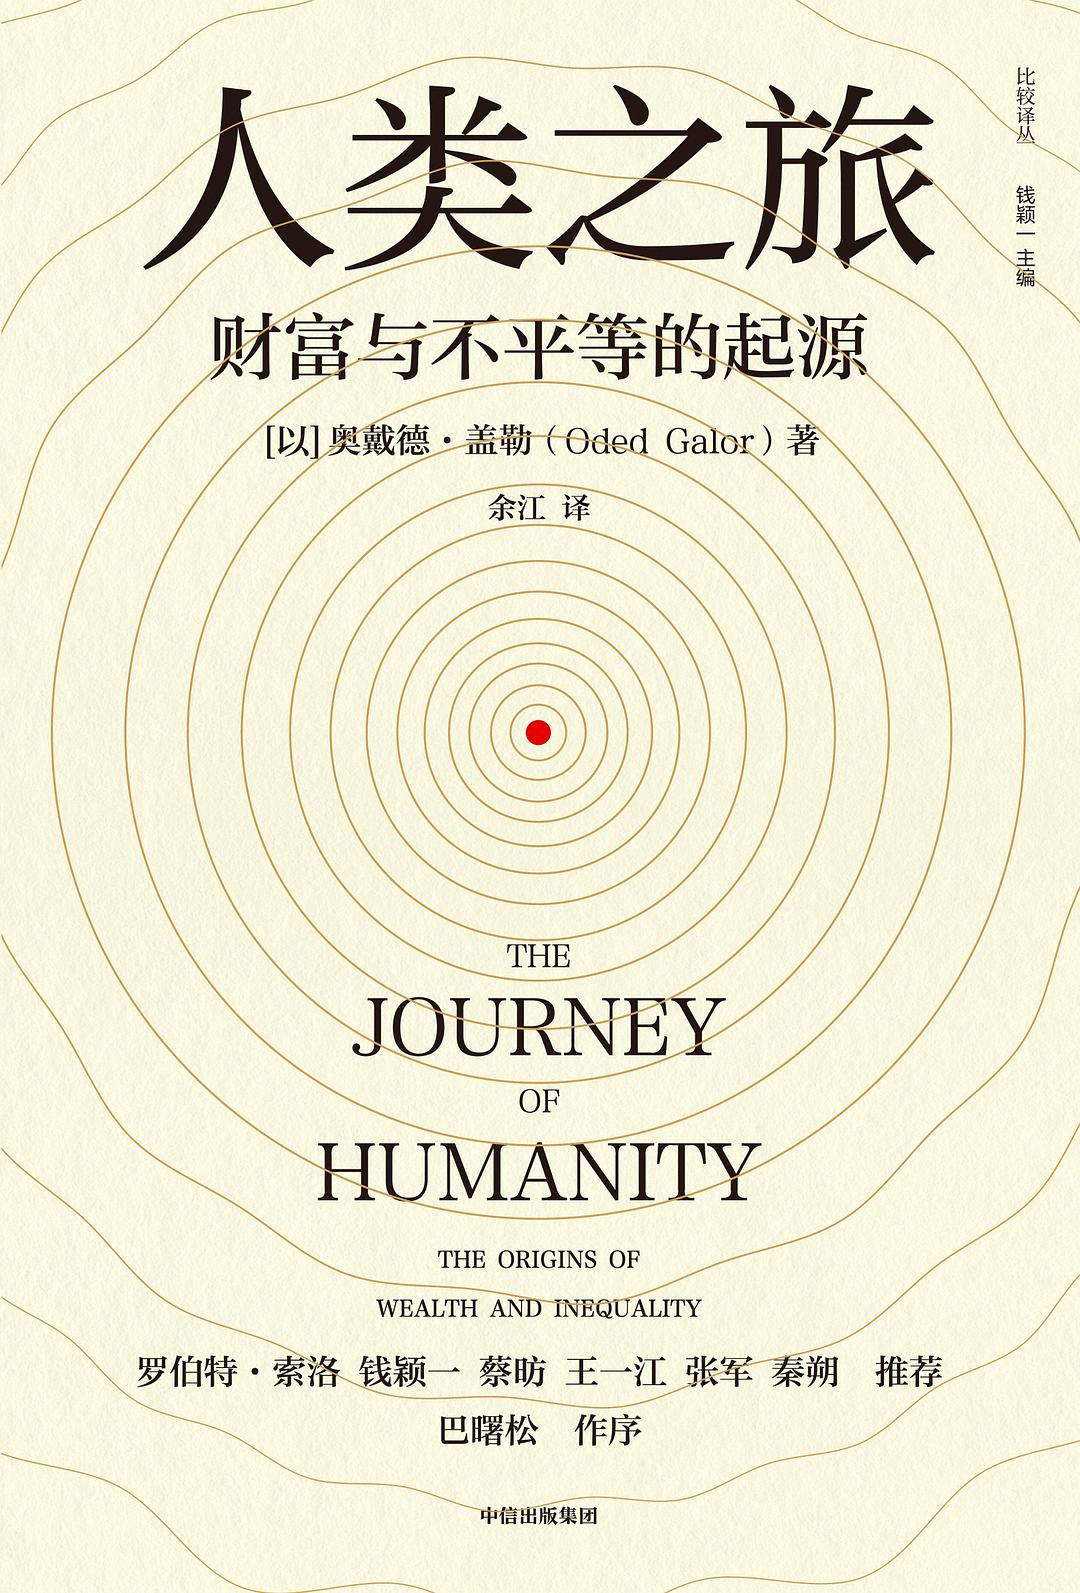 人类之旅
财富与不平等的起源
[以]奥戴德·盖勒（Oded Galor）著
余江 译
比较译丛 钱颖一 主编
THE
JOURNEY
OF
HUMANITY
THE ORIGINS OF
WEALTH AND INEQUALITY
罗伯特·索洛 钱颖一 蔡昉 王一江 张军 秦朔 推荐
巴曙松 作序
中信出版集团